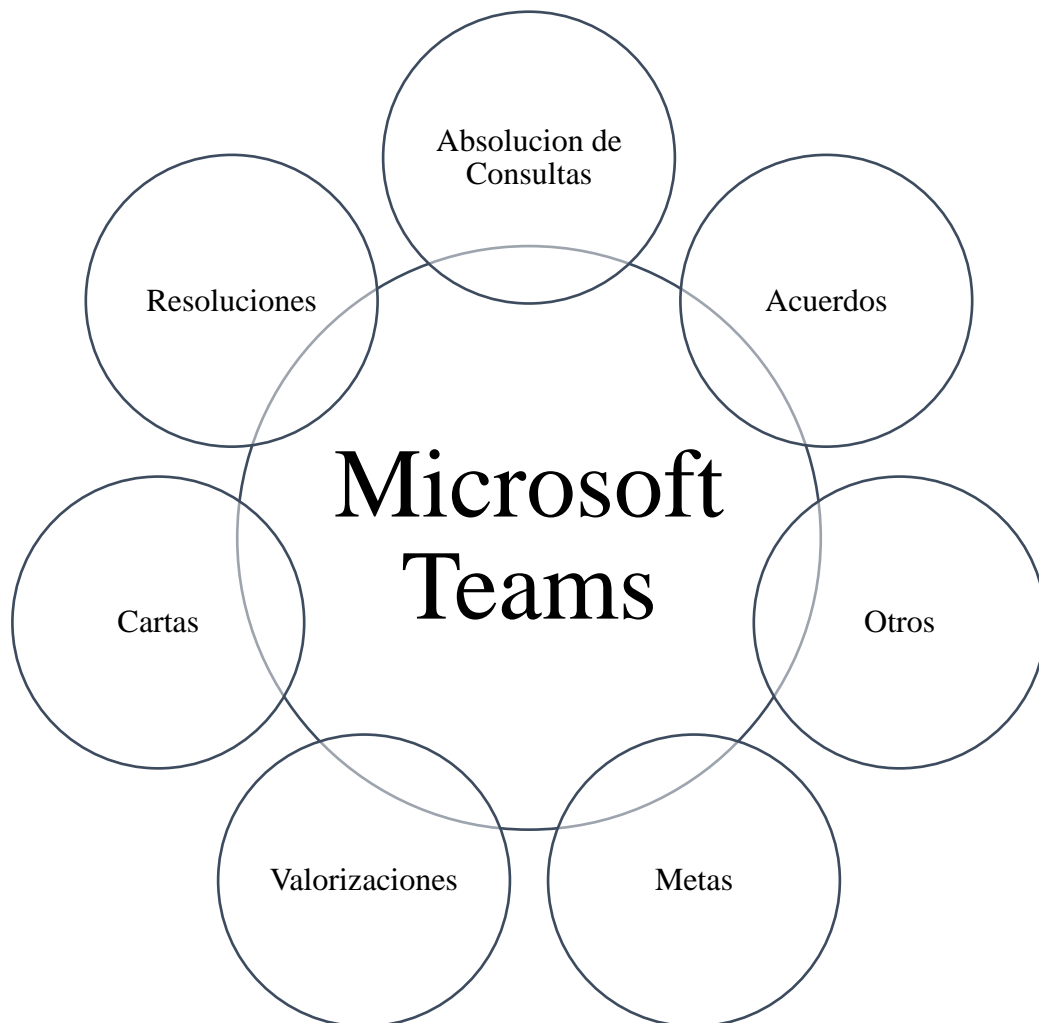 Absolucion de
Consultas
Resoluciones
Acuerdos
Microsoft
Teams
Cartas
Otros
Valorizaciones
Metas